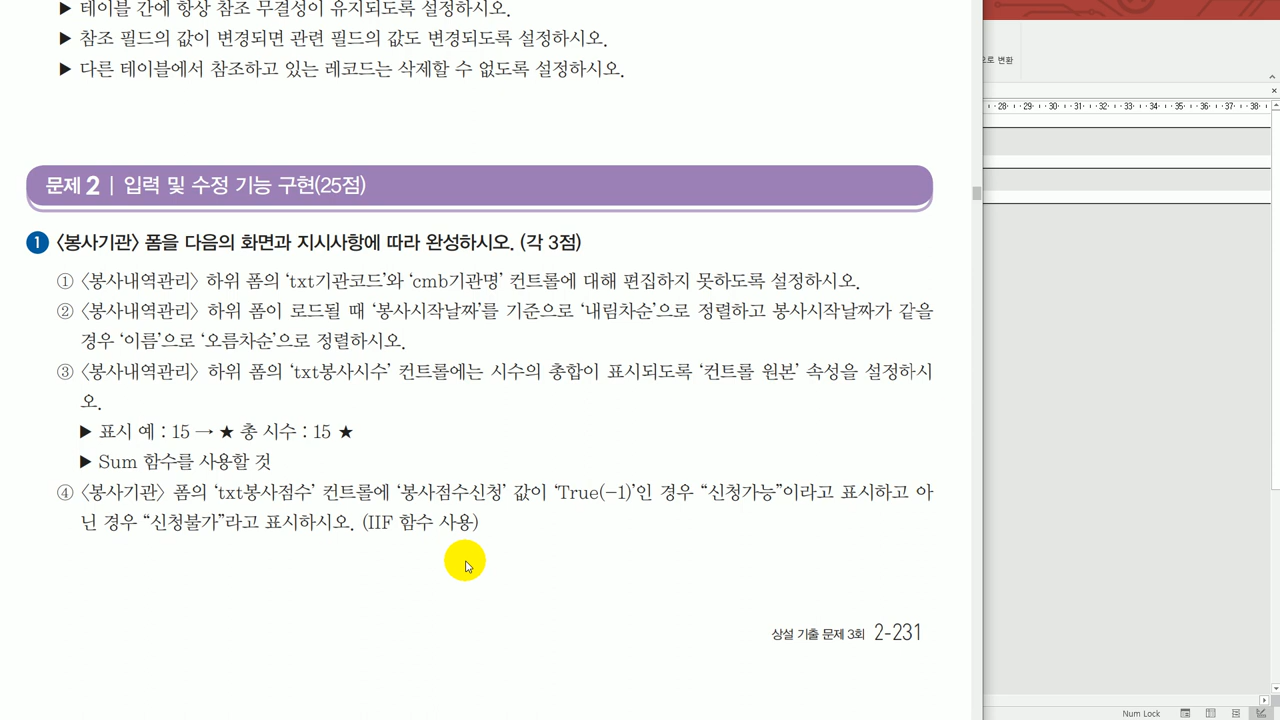 ▶ 테이블 간에 항상 참조 무결성이 유지되도록 설정하시오.
▶ 참조 필드의 값이 변경되면 관련 필드의 값도 변경되도록 설정하시오.
▶ 다른 테이블에서 참조하고 있는 레코드는 삭제할 수 없도록 설정하시오.
으로 변환
28 29 30 31 32 33 34 35 36 37 38
문제 2 | 입력 및 수정 기능 구현(25점)
1 〈봉사기관〉 폼을 다음의 화면과 지시사항에 따라 완성하시오. (각 3점)
① 〈봉사내역관리〉 하위 폼의 ‘txt기관코드’와 ‘cmb기관명’ 컨트롤에 대해 편집하지 못하도록 설정하시오.
② 〈봉사내역관리〉 하위 폼이 로드될 때 ‘봉사시작날짜’를 기준으로 ‘내림차순’으로 정렬하고 봉사시작날짜가 같을
경우 ‘이름’으로 ‘오름차순’으로 정렬하시오.
③ 〈봉사내역관리〉 하위 폼의 ‘txt봉사시수’ 컨트롤에는 시수의 총합이 표시되도록 ‘컨트롤 원본’ 속성을 설정하시
오.
▶ 표시 예 : 15 → ★ 총 시수 : 15 ★
▶ Sum 함수를 사용할 것
④ 〈봉사기관〉 폼의 ‘txt봉사점수’ 컨트롤에 ‘봉사점수신청’ 값이 ‘True(−1)’인 경우 “신청가능”이라고 표시하고 아
닌 경우 “신청불가”라고 표시하시오. (IIF 함수 사용)
상설 기출 문제 3회 2-231
Num Lock